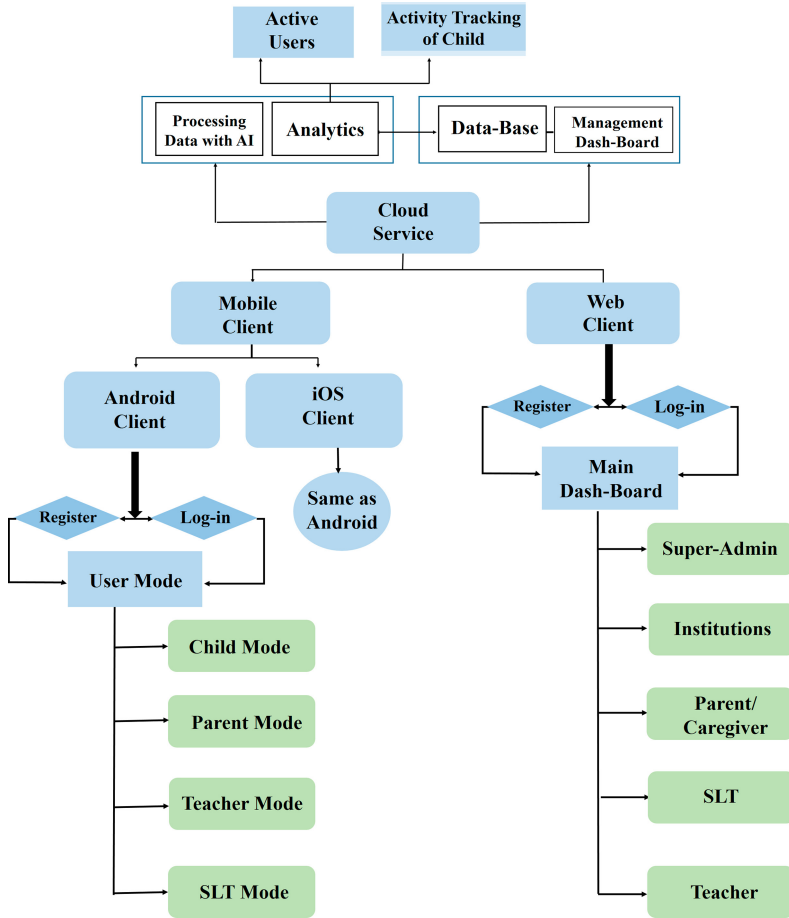 Active
Users
Activity Tracking
of Child
Processing
Data with AI
Analytics
Data-Base
Management
Dash-Board
Cloud
Service
Mobile
Client
Web
Client
Android
Client
iOS
Client
Register
Log-in
Same as
Android
Main
Dash-Board
Register
Log-in
User Mode
Super-Admin
Child Mode
Institutions
Parent Mode
Parent/
Caregiver
Teacher Mode
SLT
SLT Mode
Teacher